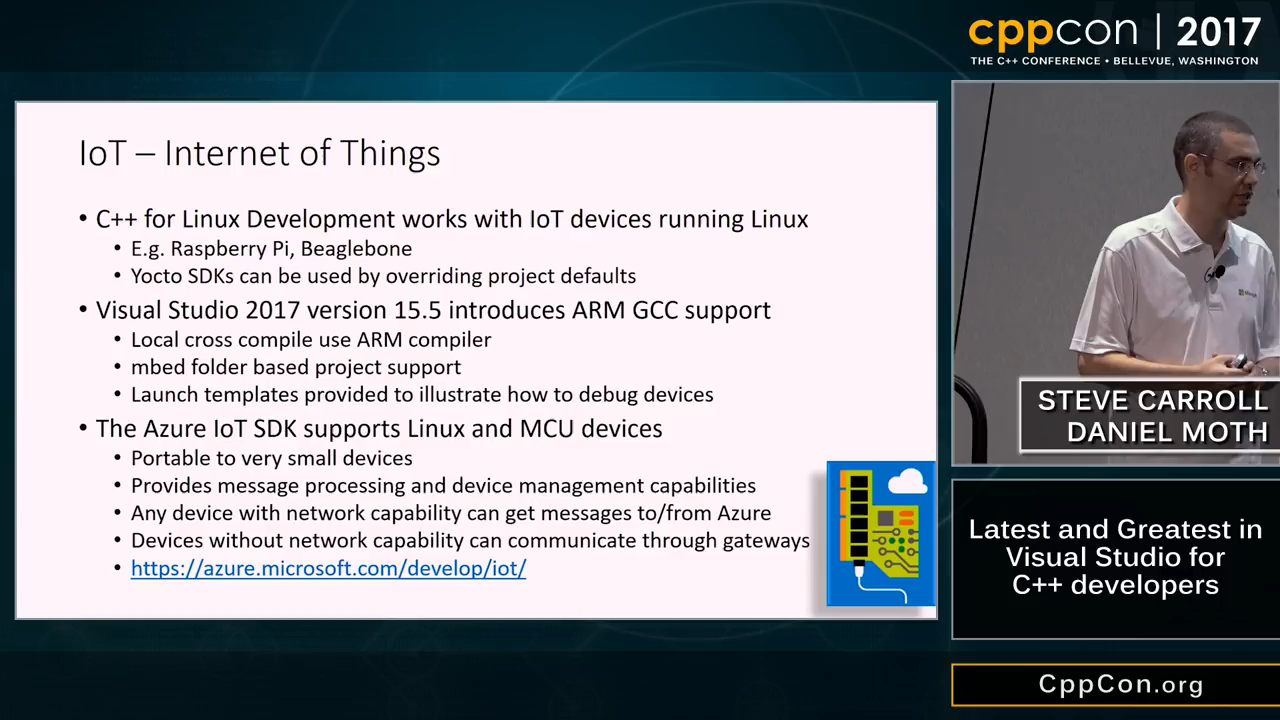 cppcon | 2017
THE C++ CONFERENCE • BELLEVUE, WASHINGTON
IoT – Internet of Things
• C++ for Linux Development works with IoT devices running Linux
• E.g. Raspberry Pi, Beaglebone
• Yocto SDKs can be used by overriding project defaults
• Visual Studio 2017 version 15.5 introduces ARM GCC support
• Local cross compile use ARM compiler
• mbed folder based project support
• Launch templates provided to illustrate how to debug devices
• The Azure IoT SDK supports Linux and MCU devices
• Portable to very small devices
• Provides message processing and device management capabilities
• Any device with network capability can get messages to/from Azure
• Devices without network capability can communicate through gateways
• https://azure.microsoft.com/develop/iot/
STEVE CARROLL
DANIEL MOTH
Latest and Greatest in
Visual Studio for
C++ developers
CppCon.org